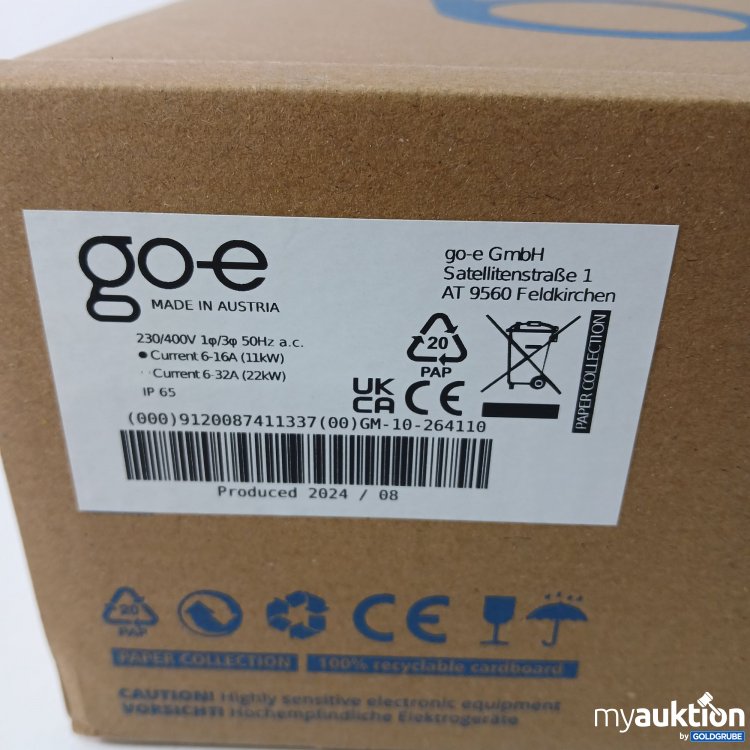 go-e
MADE IN AUSTRIA
go-e GmbH
Satellitenstraße 1
AT 9560 Feldkirchen
230/400V 1φ/3φ 50Hz a.c.
● Current 6-16A (11kW)
Current 6-32A (22kW)
IP 65
20
PAP
UK
CA CE
PAPER COLLECTION
(000)9120087411337(00)GM-10-264110
Produced 2024 / 08
20
PAP
CE
PAPER COLLECTION
100% recyclable cardboard
CAUTION! Highly sensitive electronic equipment
VORSICHT! Hochempfindliche Elektrogeräte
myauktion
by GOLDGRUBE